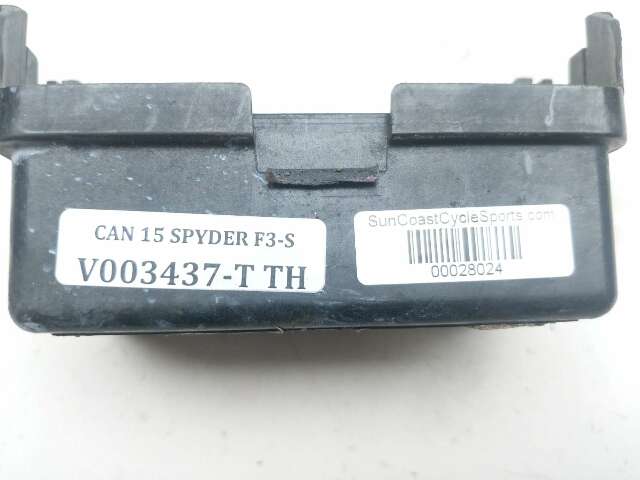 CAN 15 SPYDER F3-S
V003437-T TH
SunCoastCycleSports.com
00028024